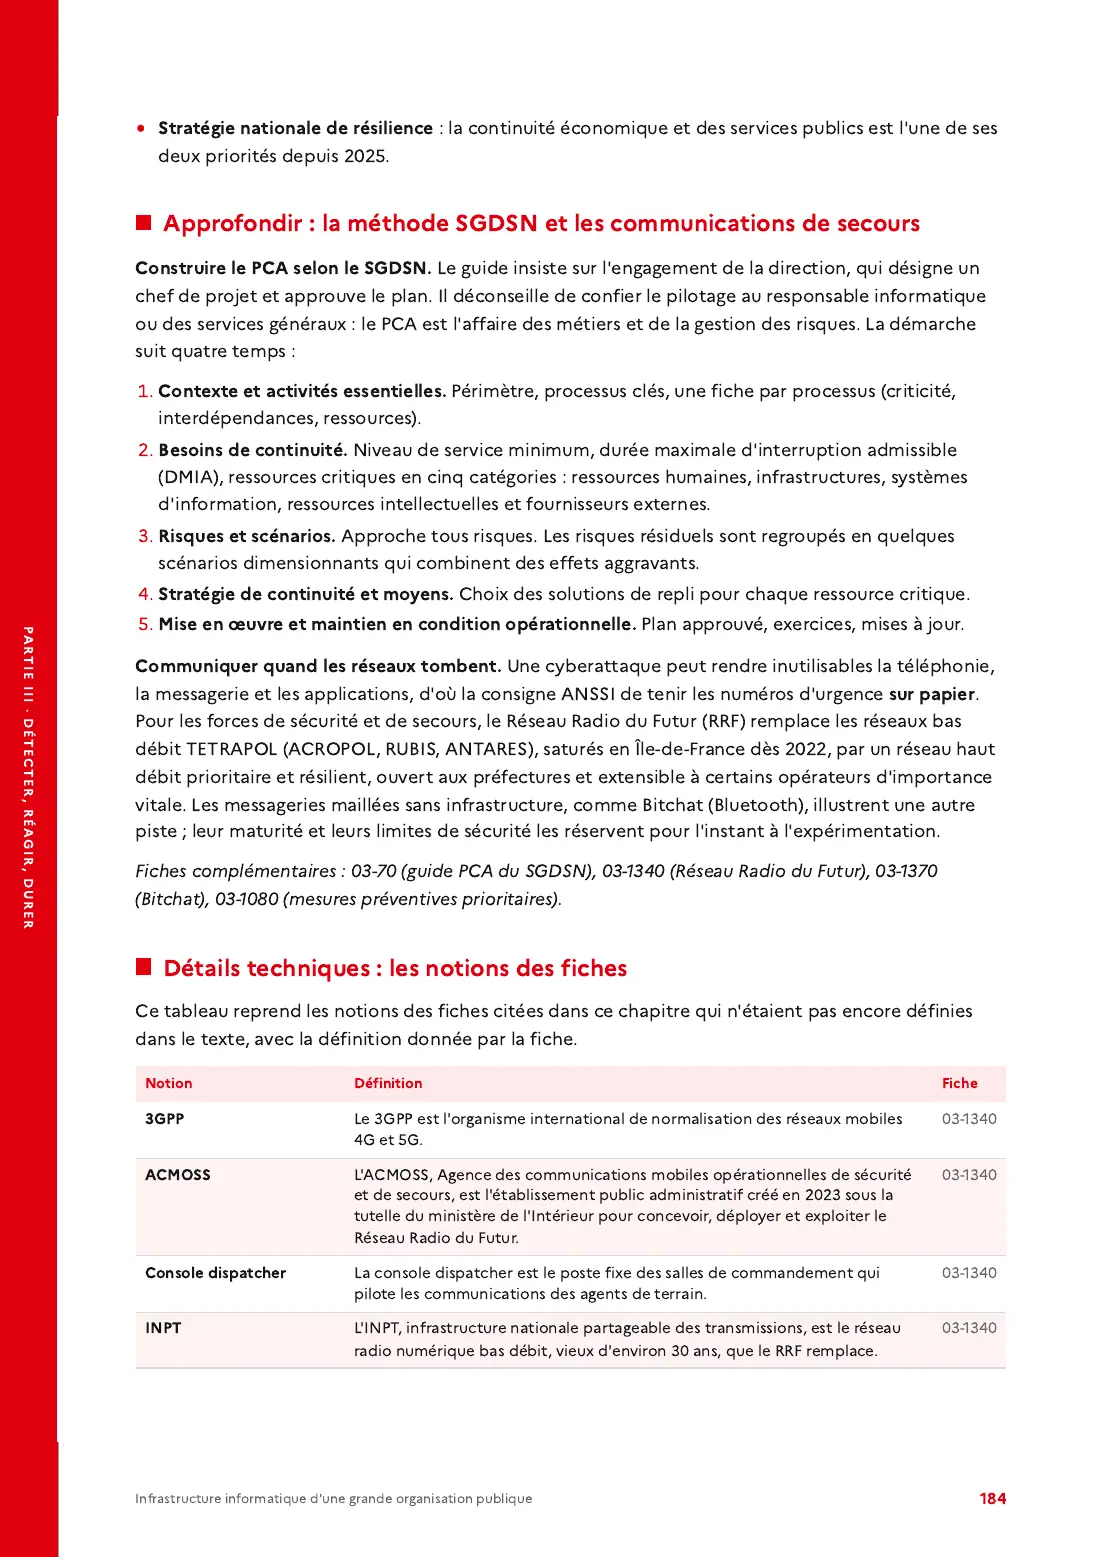 • Stratégie nationale de résilience : la continuité économique et des services publics est l'une de ses
deux priorités depuis 2025.
Approfondir : la méthode SGDSN et les communications de secours
Construire le PCA selon le SGDSN. Le guide insiste sur l'engagement de la direction, qui désigne un
chef de projet et approuve le plan. Il déconseille de confier le pilotage au responsable informatique
ou des services généraux : le PCA est l'affaire des métiers et de la gestion des risques. La démarche
suit quatre temps :
1. Contexte et activités essentielles. Périmètre, processus clés, une fiche par processus (criticité,
interdépendances, ressources).
2. Besoins de continuité. Niveau de service minimum, durée maximale d'interruption admissible
(DMIA), ressources critiques en cinq catégories : ressources humaines, infrastructures, systèmes
d'information, ressources intellectuelles et fournisseurs externes.
3. Risques et scénarios. Approche tous risques. Les risques résiduels sont regroupés en quelques
scénarios dimensionnants qui combinent des effets aggravants.
4. Stratégie de continuité et moyens. Choix des solutions de repli pour chaque ressource critique.
5. Mise en œuvre et maintien en condition opérationnelle. Plan approuvé, exercices, mises à jour.
Communiquer quand les réseaux tombent. Une cyberattaque peut rendre inutilisables la téléphonie,
la messagerie et les applications, d'où la consigne ANSSI de tenir les numéros d'urgence sur papier.
Pour les forces de sécurité et de secours, le Réseau Radio du Futur (RRF) remplace les réseaux bas
débit TETRAPOL (ACROPOL, RUBIS, ANTARES), saturés en Île-de-France dès 2022, par un réseau haut
débit prioritaire et résilient, ouvert aux préfectures et extensible à certains opérateurs d'importance
vitale. Les messageries maillées sans infrastructure, comme Bitchat (Bluetooth), illustrent une autre
piste ; leur maturité et leurs limites de sécurité les réservent pour l'instant à l'expérimentation.
Fiches complémentaires : 03-70 (guide PCA du SGDSN), 03-1340 (Réseau Radio du Futur), 03-1370
(Bitchat), 03-1080 (mesures préventives prioritaires).
Détails techniques : les notions des fiches
Ce tableau reprend les notions des fiches citées dans ce chapitre qui n'étaient pas encore définies
dans le texte, avec la définition donnée par la fiche.
Notion Définition Fiche
3GPP Le 3GPP est l'organisme international de normalisation des réseaux mobiles 03-1340
4G et 5G.
ACMOSS L'ACMOSS, Agence des communications mobiles opérationnelles de sécurité 03-1340
et de secours, est l'établissement public administratif créé en 2023 sous la
tutelle du ministère de l'Intérieur pour concevoir, déployer et exploiter le
Réseau Radio du Futur.
Console dispatcher La console dispatcher est le poste fixe des salles de commandement qui 03-1340
pilote les communications des agents de terrain.
INPT L'INPT, infrastructure nationale partageable des transmissions, est le réseau 03-1340
radio numérique bas débit, vieux d'environ 30 ans, que le RRF remplace.
PARTIE III · DÉTECTER, RÉAGIR, DURER
Infrastructure informatique d'une grande organisation publique 184